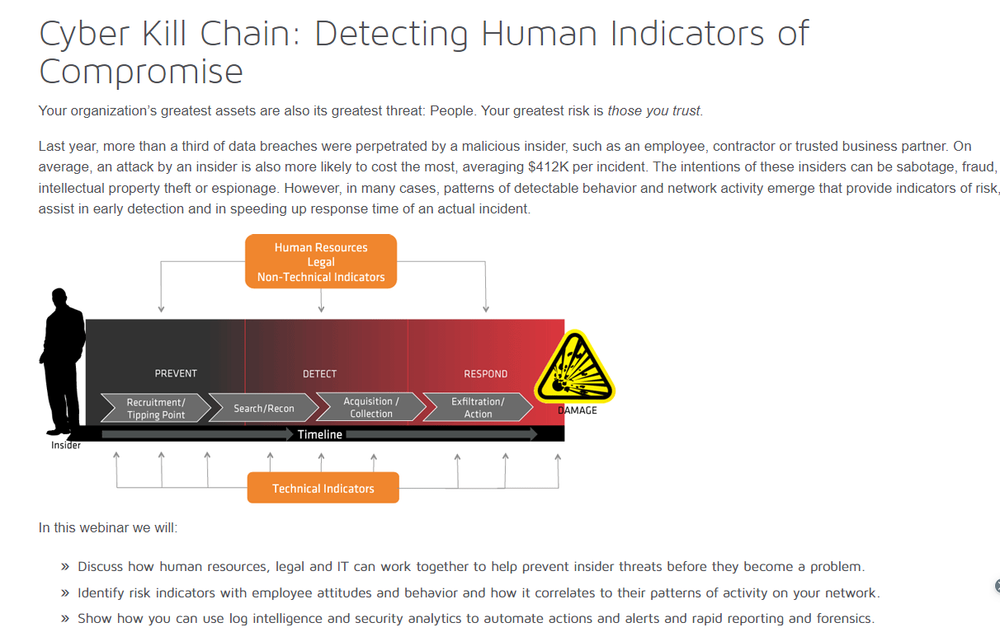 Cyber Kill Chain: Detecting Human Indicators of
Compromise
Your organization’s greatest assets are also its greatest threat: People. Your greatest risk is those you trust.
Last year, more than a third of data breaches were perpetrated by a malicious insider, such as an employee, contractor or trusted business partner. On
average, an attack by an insider is also more likely to cost the most, averaging $412K per incident. The intentions of these insiders can be sabotage, fraud,
intellectual property theft or espionage. However, in many cases, patterns of detectable behavior and network activity emerge that provide indicators of risk,
assist in early detection and in speeding up response time of an actual incident.
Human Resources
Legal
Non-Technical Indicators
PREVENT
DETECT
RESPOND
Recruitment/
Tipping Point
Search/Recon
Acquisition /
Collection
Exfiltration/
Action
DAMAGE
Timeline
Insider
Technical Indicators
In this webinar we will:
» Discuss how human resources, legal and IT can work together to help prevent insider threats before they become a problem.
» Identify risk indicators with employee attitudes and behavior and how it correlates to their patterns of activity on your network.
» Show how you can use log intelligence and security analytics to automate actions and alerts and rapid reporting and forensics.